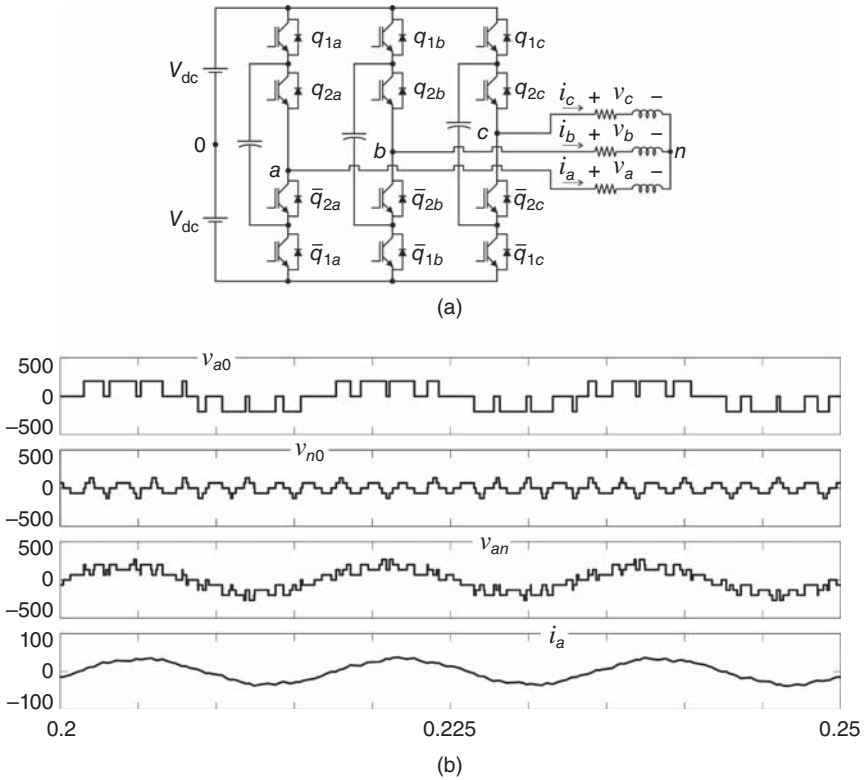 q1a q1b q1c
Vdc
q2a q2b q2c
ic + vc −
c
0 b ib + vb − n
a ia + va −
q̅2a q̅2b q̅2c
Vdc
q̅1a q̅1b q̅1c
(a)
va0
500
0
−500
vn0
500
0
−500
van
500
0
−500
ia
100
0
−100
0.2 0.225 0.25
(b)